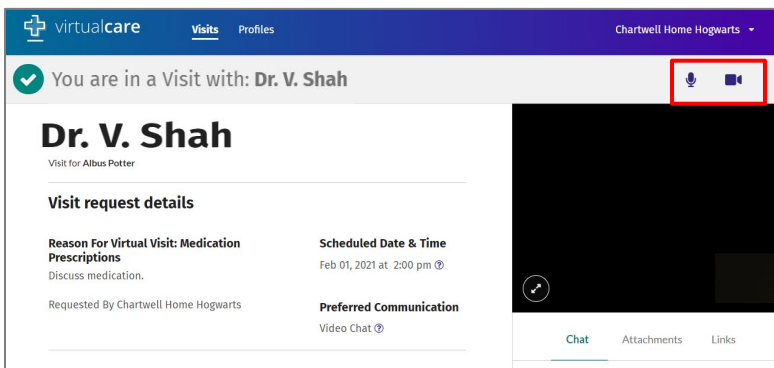 virtualcare Visits Profiles Chartwell Home Hogwarts
You are in a Visit with: Dr. V. Shah
Dr. V. Shah
Visit for Albus Potter
Visit request details
Reason For Virtual Visit: Medication
Prescriptions
Discuss medication.
Requested By Chartwell Home Hogwarts
Scheduled Date & Time
Feb 01, 2021 at 2:00 pm ?
Preferred Communication
Video Chat ?
Chat Attachments Links